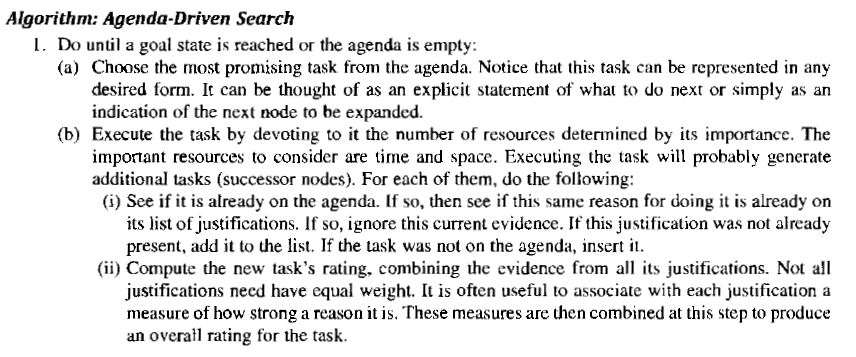 Algorithm: Agenda-Driven Search
1. Do until a goal state is reached or the agenda is empty:
(a) Choose the most promising task from the agenda. Notice that this task can be represented in any
desired form. It can be thought of as an explicit statement of what to do next or simply as an
indication of the next node to be expanded.
(b) Execute the task by devoting to it the number of resources determined by its importance. The
important resources to consider are time and space. Executing the task will probably generate
additional tasks (successor nodes). For each of them, do the following:
(i) See if it is already on the agenda. If so, then see if this same reason for doing it is already on
its list of justifications. If so, ignore this current evidence. If this justification was not already
present, add it to the list. If the task was not on the agenda, insert it.
(ii) Compute the new task's rating, combining the evidence from all its justifications. Not all
justifications need have equal weight. It is often useful to associate with each justification a
measure of how strong a reason it is. These measures are then combined at this step to produce
an overall rating for the task.